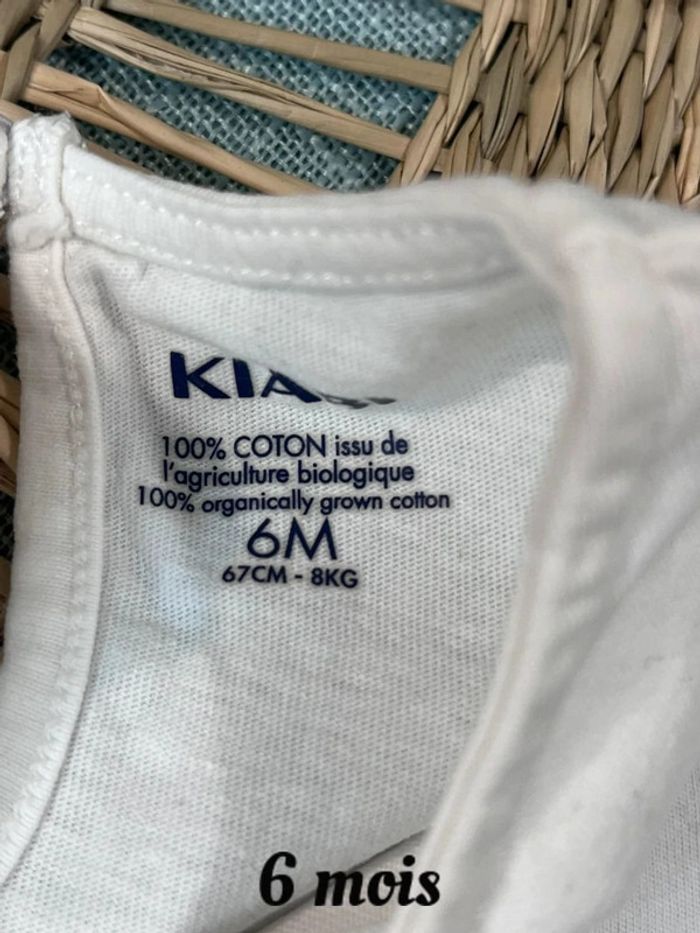 100% COTON issu de
l'agriculture biologique
100% organically grown cotton
6M
67CM - 8KG
6 mois